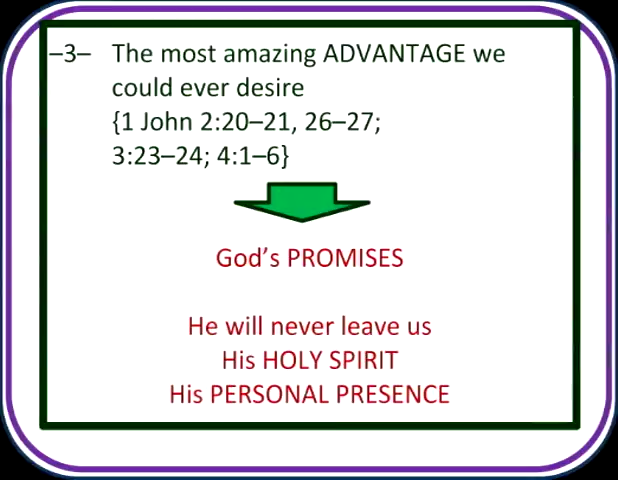 –3– The most amazing ADVANTAGE we
could ever desire
{1 John 2:20–21, 26–27;
3:23–24; 4:1–6}
God’s PROMISES
He will never leave us
His HOLY SPIRIT
His PERSONAL PRESENCE